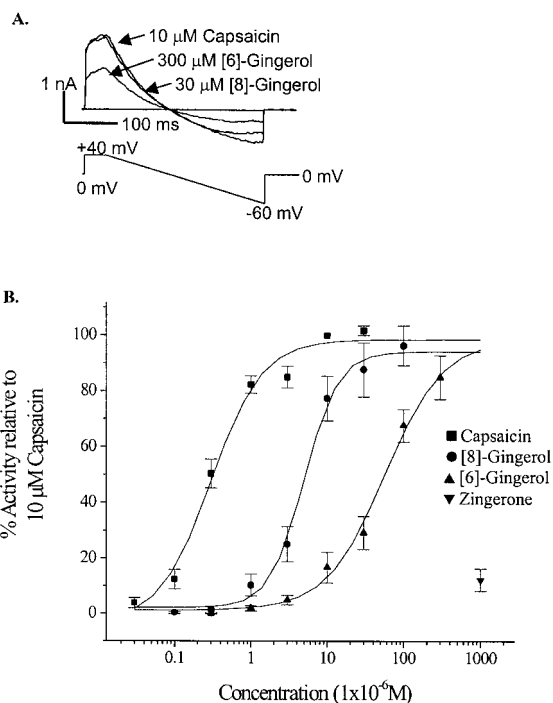 A.
10 µM Capsaicin
300 µM [6]-Gingerol
30 µM [8]-Gingerol
1 nA
100 ms
+40 mV
0 mV
0 mV
-60 mV
B.
% Activity relative to
10 µM Capsaicin
100
80
60
40
20
0
Capsaicin
[8]-Gingerol
[6]-Gingerol
Zingerone
0.1
1
10
100
1000
Concentration (1x10⁻⁶M)